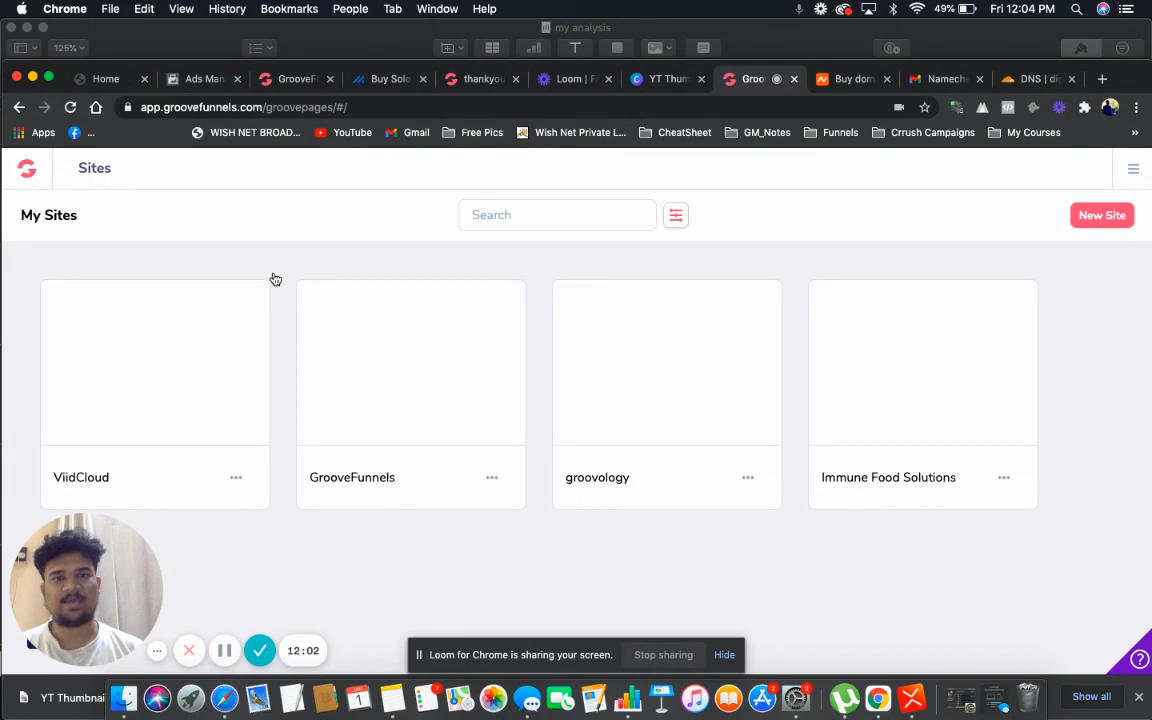 Chrome File Edit View History Bookmarks People Tab Window Help 49% Fri 12:04 PM
my analysis
125%
Home Ads Man. GrooveFu Buy Solo thankyou Loom | Fr YT Thum Groo Buy dom Namech DNS | di
app.groovefunnels.com/groovepages/#/
Apps ... WISH NET BROAD... YouTube Gmail Free Pics Wish Net Private L... CheatSheet GM_Notes Funnels Crrush Campaigns My Courses »
Sites
My Sites Search New Site
ViidCloud ••• GrooveFunnels ••• groovology ••• Immune Food Solutions •••
12:02
Loom for Chrome is sharing your screen. Stop sharing Hide
YT Thumbnai Show all